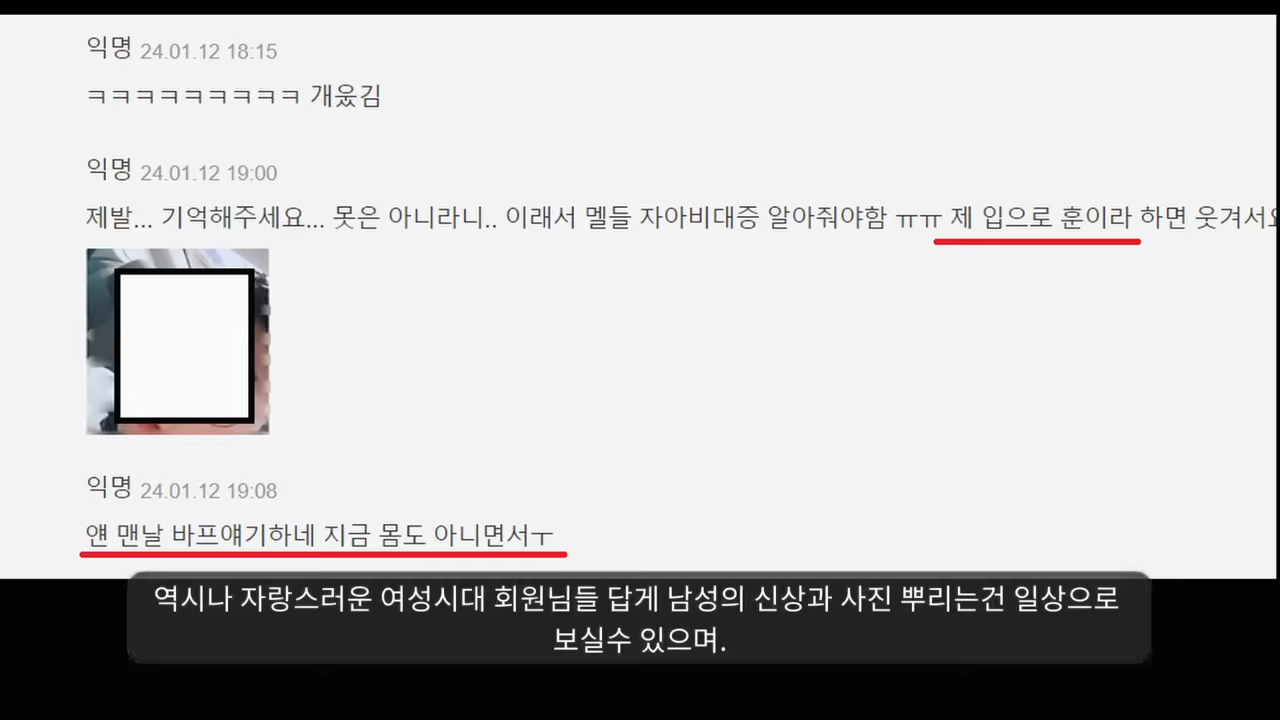 익명 24.01.12 18:15
ㅋㅋㅋㅋㅋㅋㅋㅋㅋ 개웄김
익명 24.01.12 19:00
제발... 기억해주세요... 못은 아니라니.. 이래서 멜들 자아비대증 알아줘야함 ㅠㅠ 제 입으로 훈이라 하면 웃겨서요
익명 24.01.12 19:08
얜 맨날 바프얘기하네 지금 몸도 아니면서ㅜ
역시나 자랑스러운 여성시대 회원님들 답게 남성의 신상과 사진 뿌리는건 일상으로
보실수 있으며.